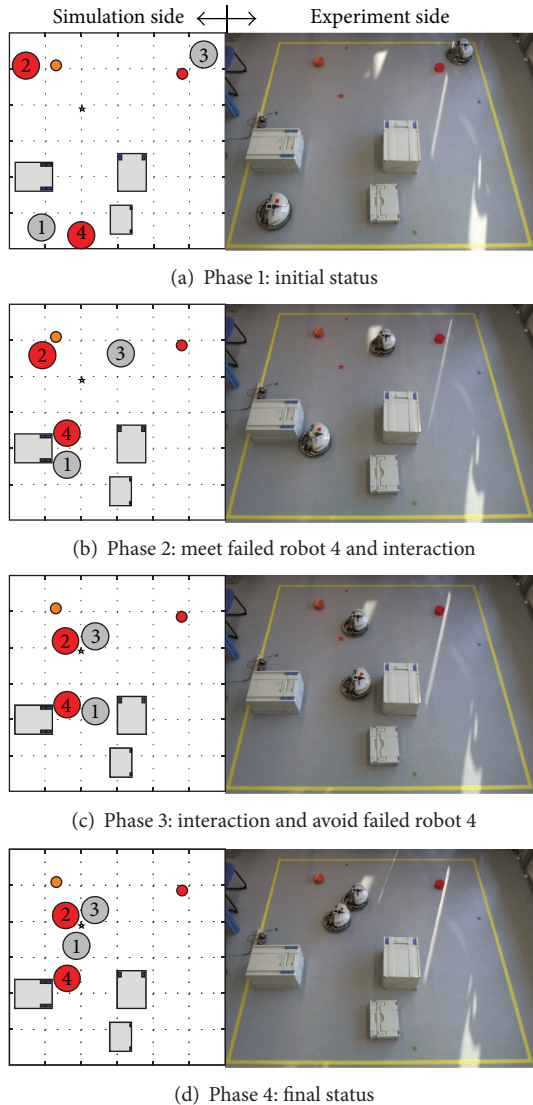 Simulation side
Experiment side
3
2
1
4
(a) Phase 1: initial status
2
3
4
1
(b) Phase 2: meet failed robot 4 and interaction
2
3
4
1
(c) Phase 3: interaction and avoid failed robot 4
2
3
1
4
(d) Phase 4: final status